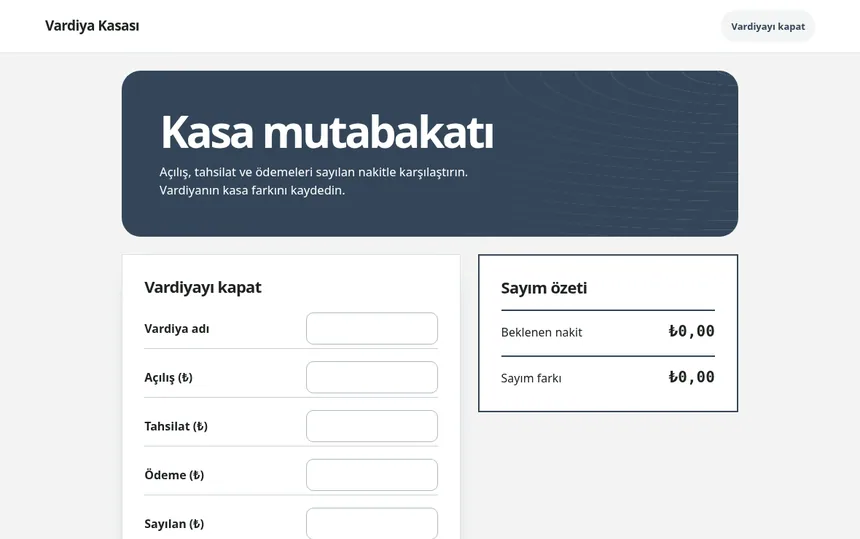 Vardiya Kasası
Vardiyayı kapat
Kasa mutabakatı
Açılış, tahsilat ve ödemeleri sayılan nakitle karşılaştırın.
Vardiyanın kasa farkını kaydedin.
Vardiyayı kapat
Vardiya adı
Açılış (₺)
Tahsilat (₺)
Ödeme (₺)
Sayılan (₺)
Sayım özeti
Beklenen nakit ₺0,00
Sayım farkı ₺0,00